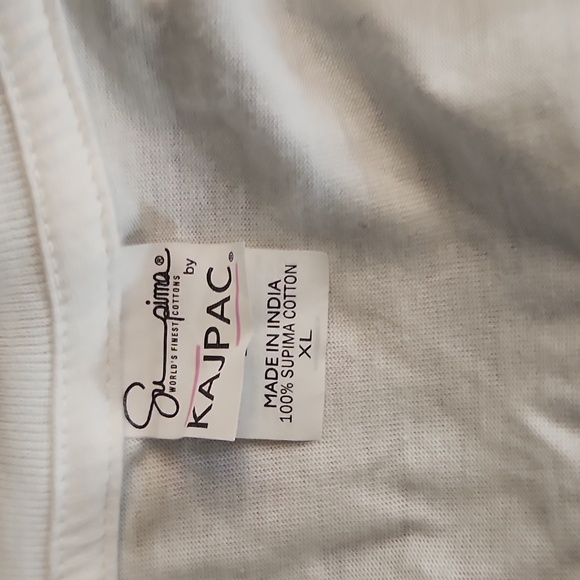 Supima®
WORLD'S FINEST COTTONS
by
KAJPAC®
MADE IN INDIA
100% SUPIMA COTTON
XL